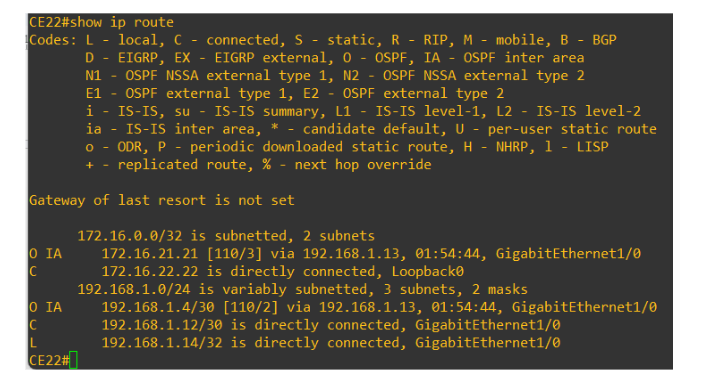 CE22#show ip route
Codes: L - local, C - connected, S - static, R - RIP, M - mobile, B - BGP
D - EIGRP, EX - EIGRP external, O - OSPF, IA - OSPF inter area
N1 - OSPF NSSA external type 1, N2 - OSPF NSSA external type 2
E1 - OSPF external type 1, E2 - OSPF external type 2
i - IS-IS, su - IS-IS summary, L1 - IS-IS level-1, L2 - IS-IS level-2
ia - IS-IS inter area, * - candidate default, U - per-user static route
o - ODR, P - periodic downloaded static route, H - NHRP, l - LISP
+ - replicated route, % - next hop override
Gateway of last resort is not set
172.16.0.0/32 is subnetted, 2 subnets
O IA 172.16.21.21 [110/3] via 192.168.1.13, 01:54:44, GigabitEthernet1/0
C 172.16.22.22 is directly connected, Loopback0
192.168.1.0/24 is variably subnetted, 3 subnets, 2 masks
O IA 192.168.1.4/30 [110/2] via 192.168.1.13, 01:54:44, GigabitEthernet1/0
C 192.168.1.12/30 is directly connected, GigabitEthernet1/0
L 192.168.1.14/32 is directly connected, GigabitEthernet1/0
CE22#